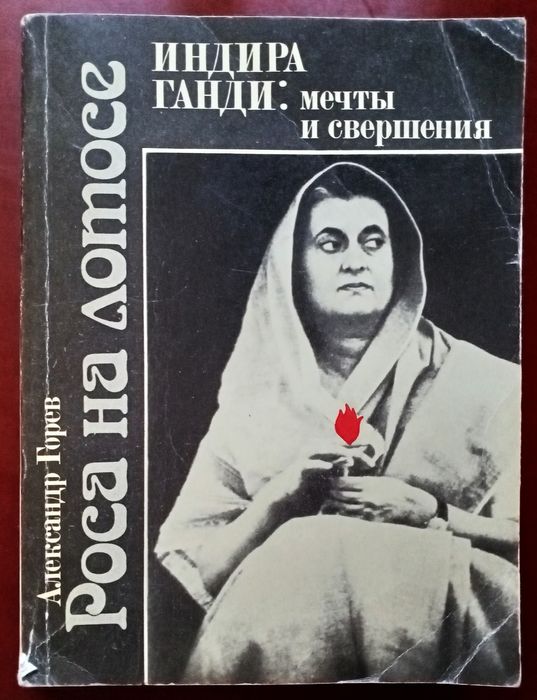 ИНДИРА
ГАНДИ: мечты
и свершения
Александр Горев
Роса на лотосе